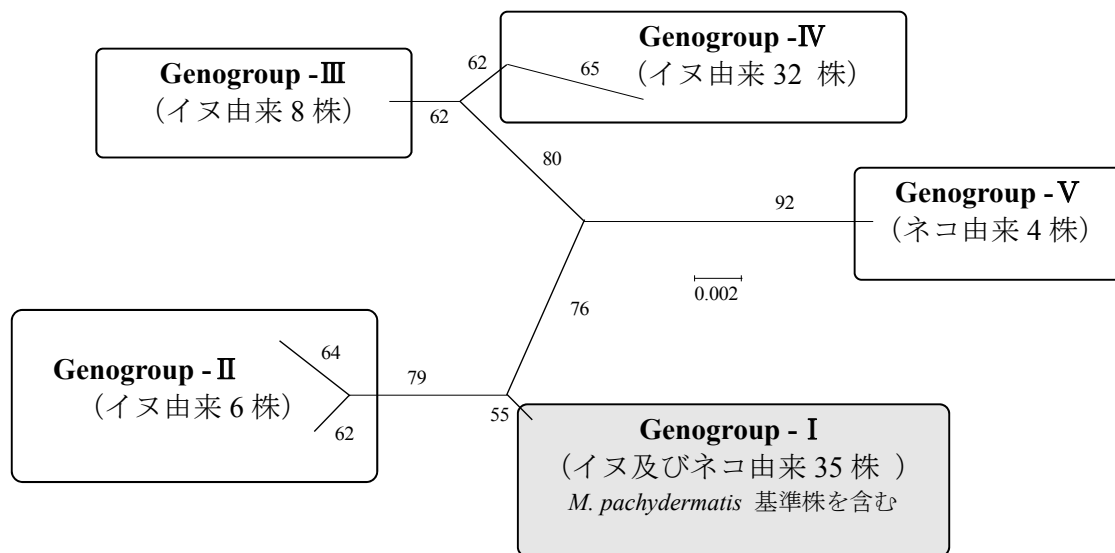 Genogroup -Ⅳ
（イヌ由来 32 株）
Genogroup -Ⅲ
（イヌ由来 8 株）
62
65
62
80
Genogroup -Ⅴ
（ネコ由来 4 株）
92
0.002
76
Genogroup -Ⅱ
（イヌ由来 6 株）
64
79
62
55
Genogroup - Ⅰ
（イヌ及びネコ由来 35 株 ）
M. pachydermatis 基準株を含む